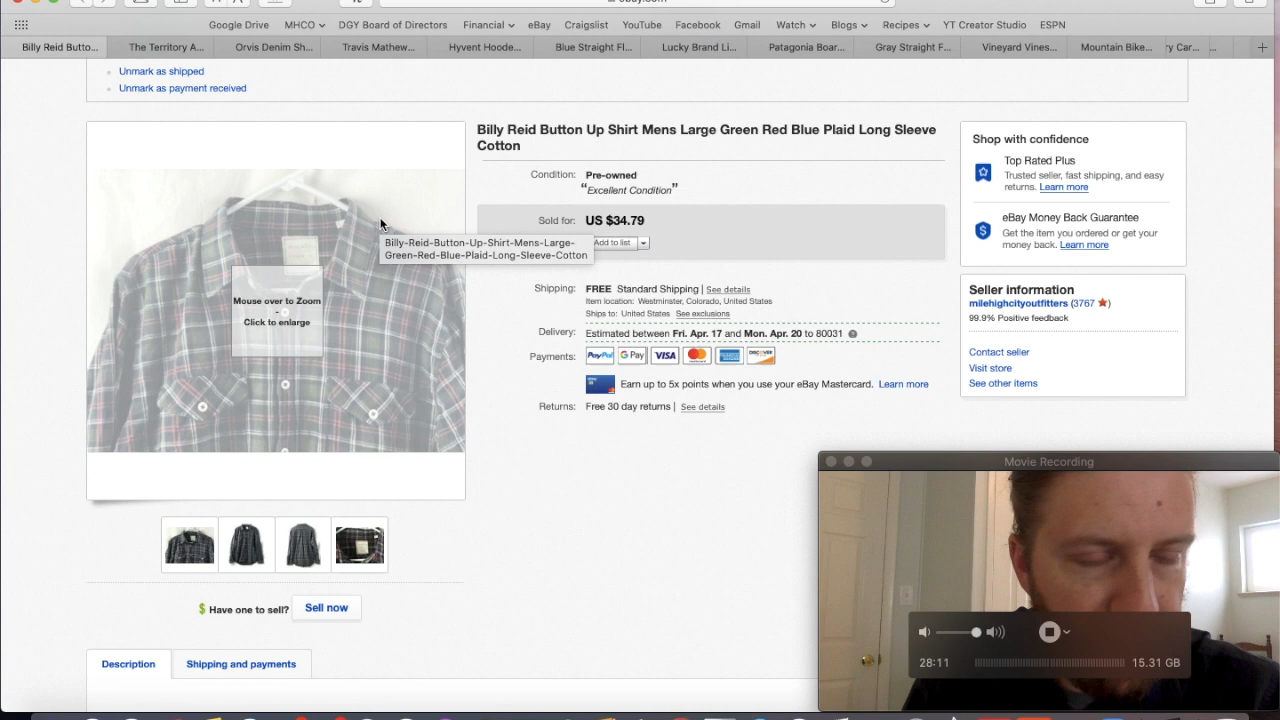 ebay.com
Google Drive MHCO DGY Board of Directors Financial eBay Craigslist YouTube Facebook Gmail Watch Blogs Recipes YT Creator Studio ESPN
Billy Reid Butto... The Territory A... Orvis Denim Sh... Travis Mathew... Hyvent Hoode... Blue Straight Fl... Lucky Brand Li... Patagonia Boar... Gray Straight F... Vineyard Vines... Mountain Bike... ry Car... ...
Unmark as shipped
Unmark as payment received
Billy Reid Button Up Shirt Mens Large Green Red Blue Plaid Long Sleeve
Cotton
Condition: Pre-owned
“Excellent Condition”
Sold for: US $34.79
Add to list
Billy-Reid-Button-Up-Shirt-Mens-Large-
Green-Red-Blue-Plaid-Long-Sleeve-Cotton
Mouse over to Zoom
-
Click to enlarge
Shipping: FREE Standard Shipping | See details
Item location: Westminster, Colorado, United States
Ships to: United States See exclusions
Delivery: Estimated between Fri. Apr. 17 and Mon. Apr. 20 to 80031
Payments: PayPal G Pay VISA MasterCard AMERICAN EXPRESS DISCOVER
Earn up to 5x points when you use your eBay Mastercard. Learn more
Returns: Free 30 day returns | See details
Shop with confidence
Top Rated Plus
Trusted seller, fast shipping, and easy
returns. Learn more
eBay Money Back Guarantee
Get the item you ordered or get your
money back. Learn more
Seller information
milehighcityoutfitters (3767)
99.9% Positive feedback
Contact seller
Visit store
See other items
Have one to sell? Sell now
Description Shipping and payments
Movie Recording
28:11 15.31 GB